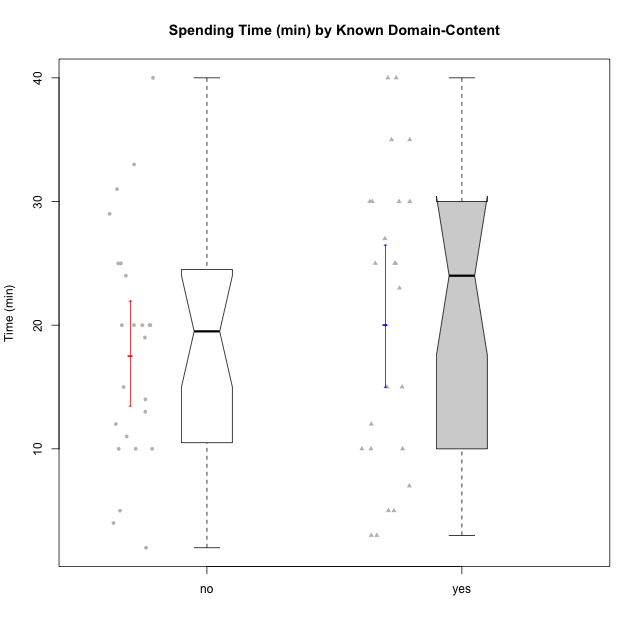 Spending Time (min) by Known Domain-Content
40
30
20
10
Time (min)
no
yes